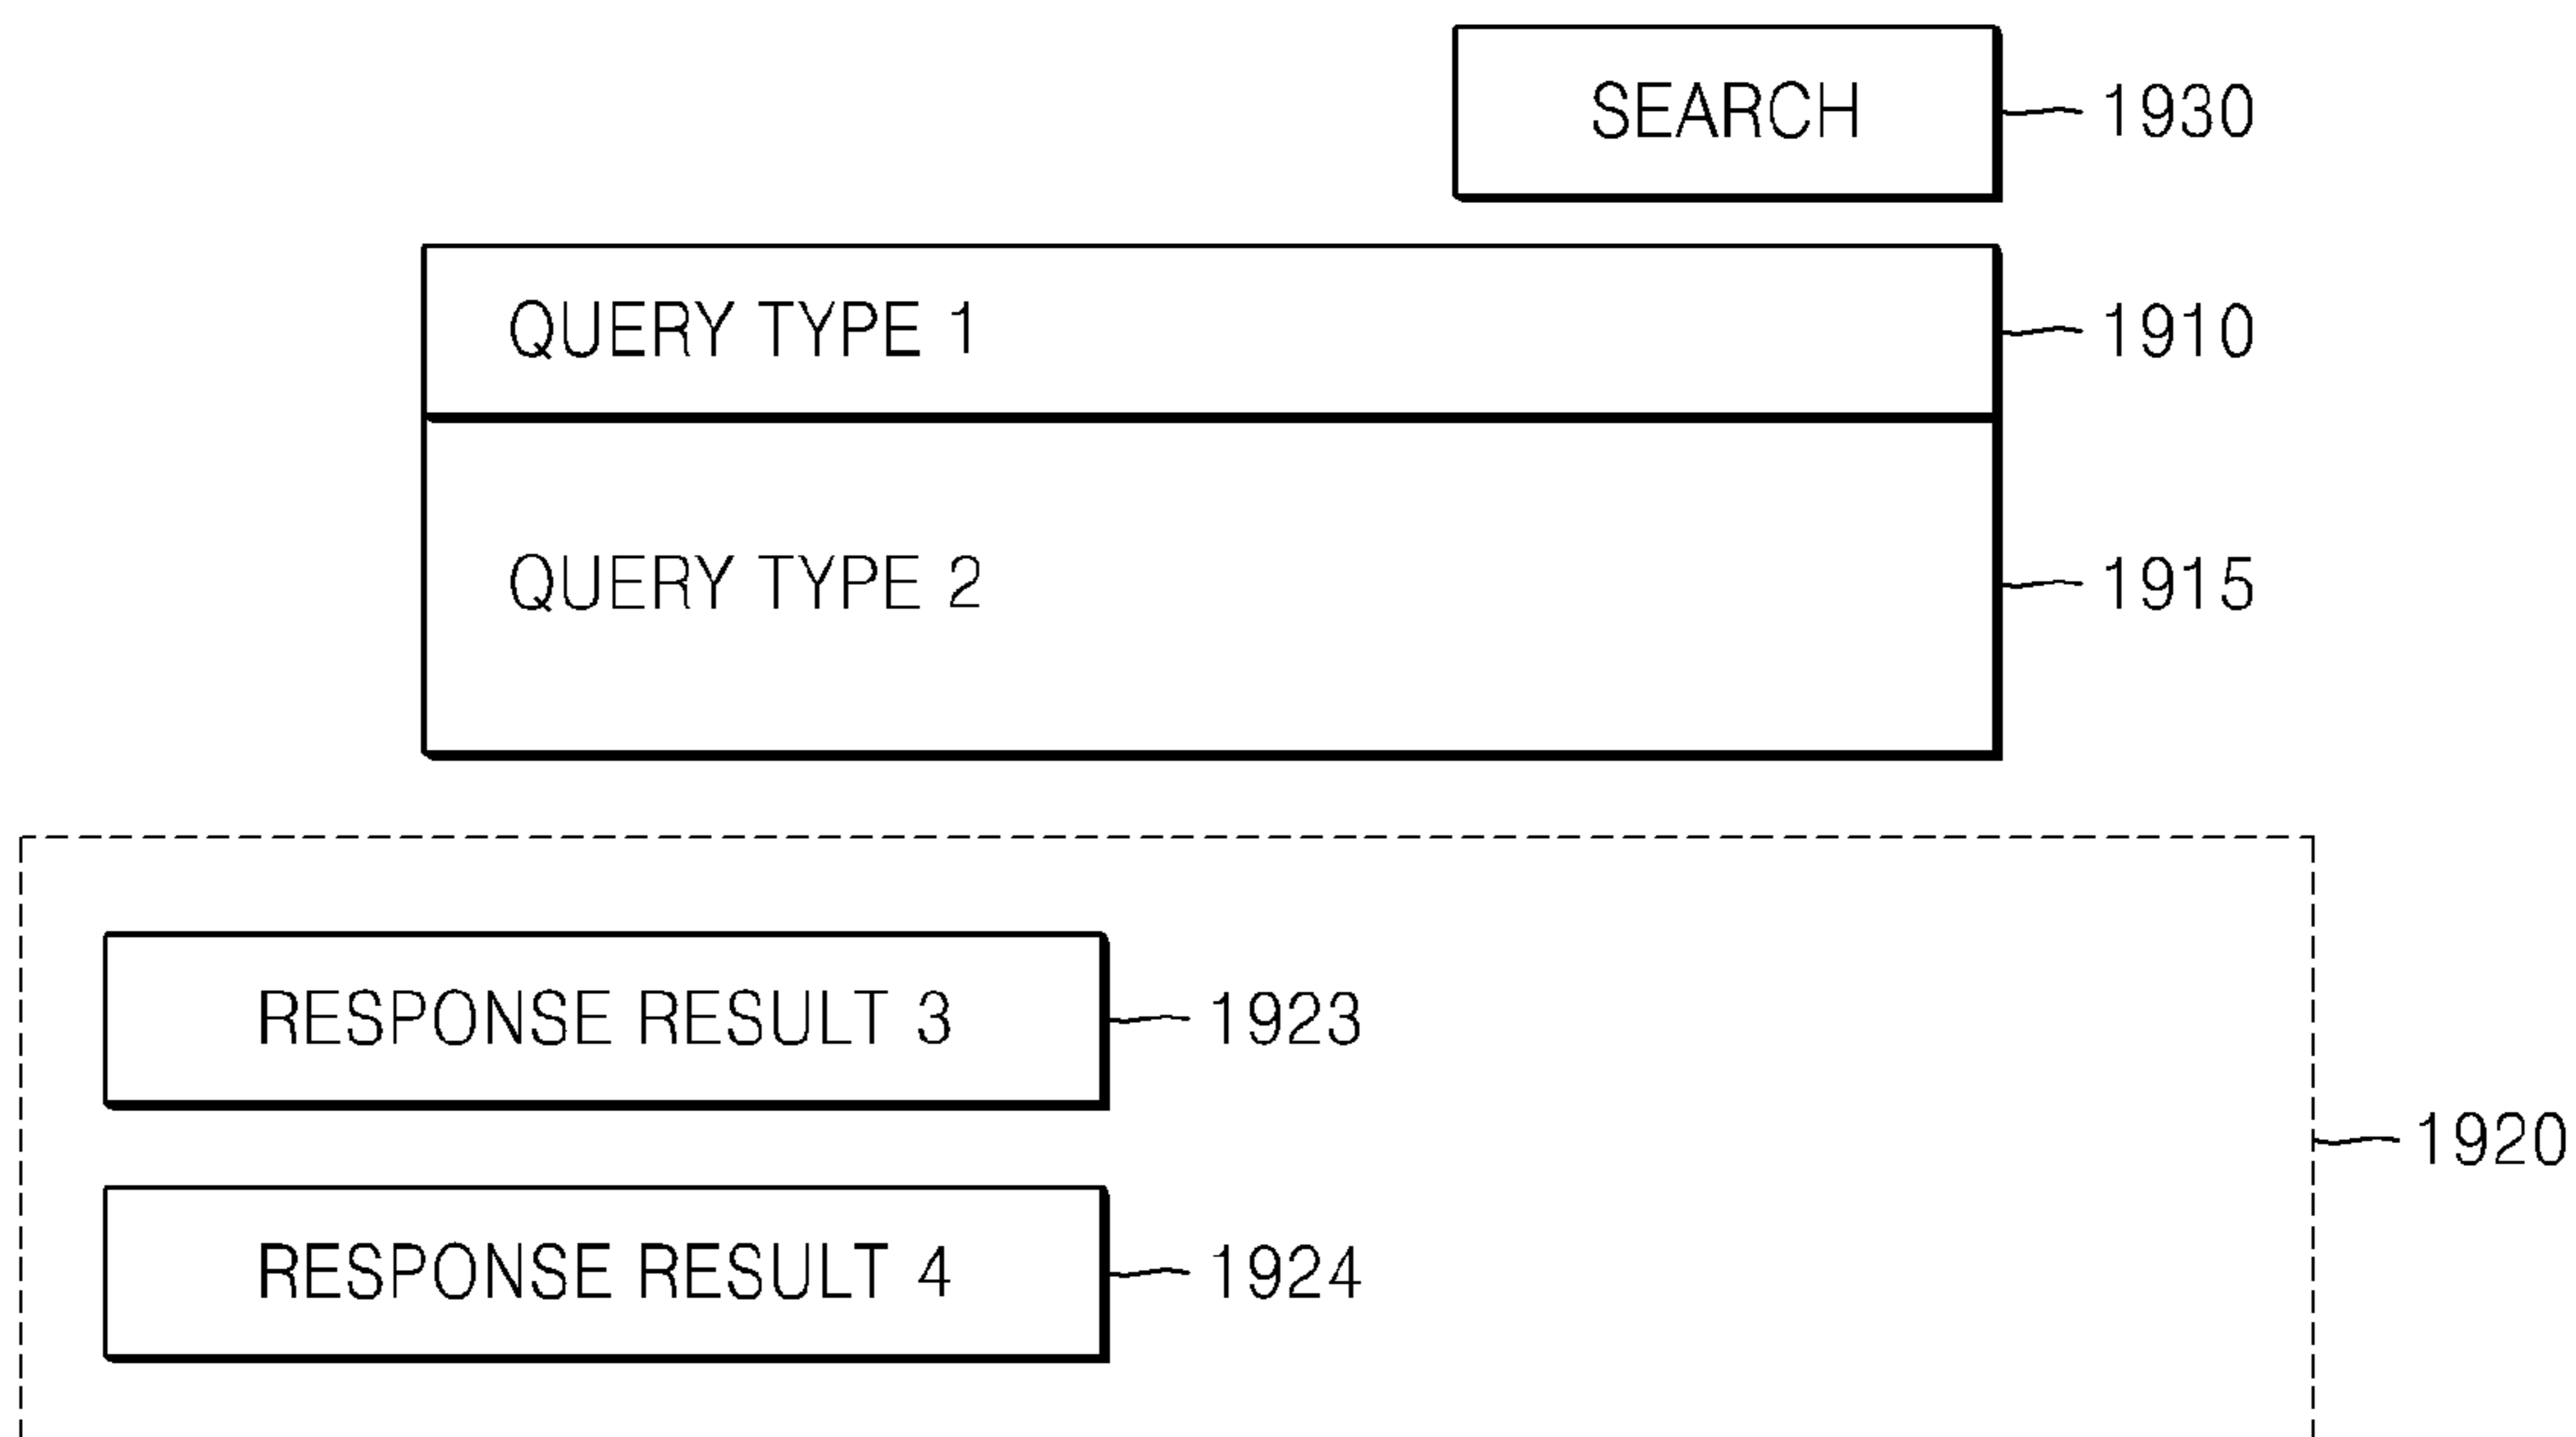 SEARCH 1930
QUERY TYPE 1 1910
QUERY TYPE 2 1915
RESPONSE RESULT 3 1923
1920
RESPONSE RESULT 4 1924